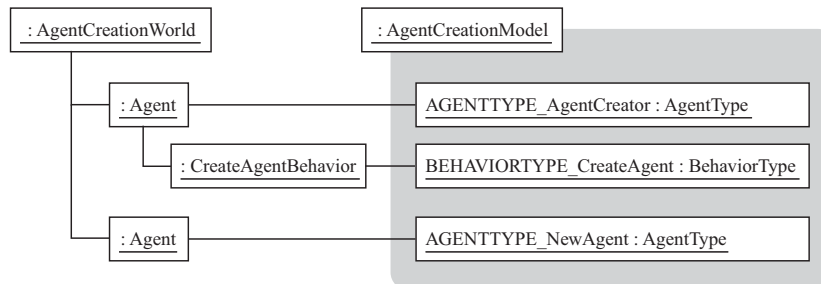 : AgentCreationWorld
: AgentCreationModel
: Agent
AGENTTYPE_AgentCreator : AgentType
: CreateAgentBehavior
BEHAVIORTYPE_CreateAgent : BehaviorType
: Agent
AGENTTYPE_NewAgent : AgentType